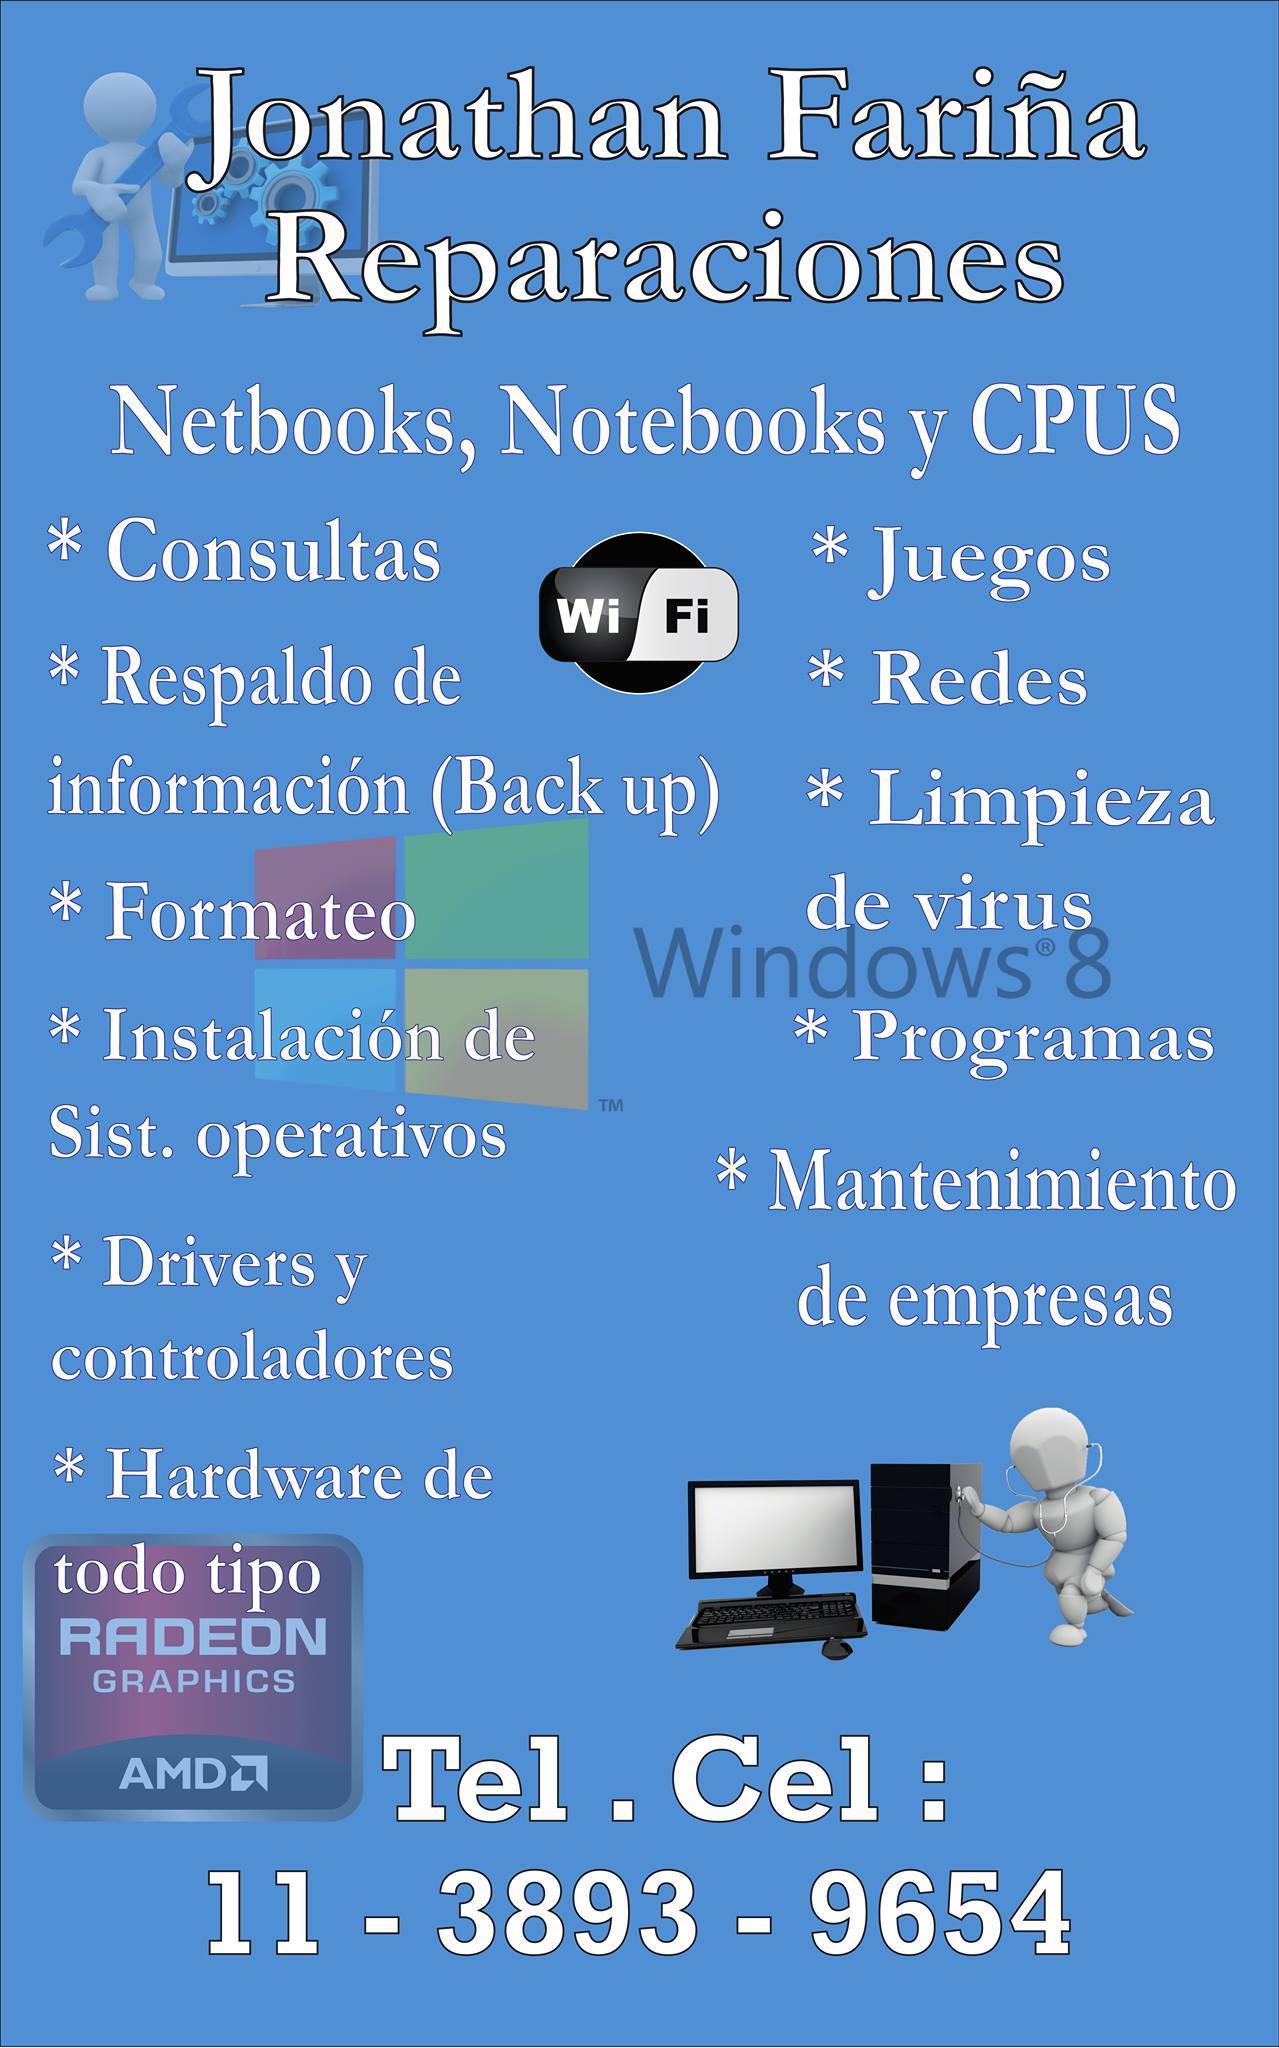 Jonathan Fariña
Reparaciones
Netbooks, Notebooks y CPUS
* Consultas
* Respaldo de
información (Back up)
* Formateo
* Instalación de
Sist. operativos
* Drivers y
controladores
* Hardware de
todo tipo
Wi Fi
* Juegos
* Redes
* Limpieza
de virus
Windows® 8
TM
* Programas
* Mantenimiento
de empresas
RADEON
GRAPHICS
AMD
Tel . Cel :
11 - 3893 - 9654